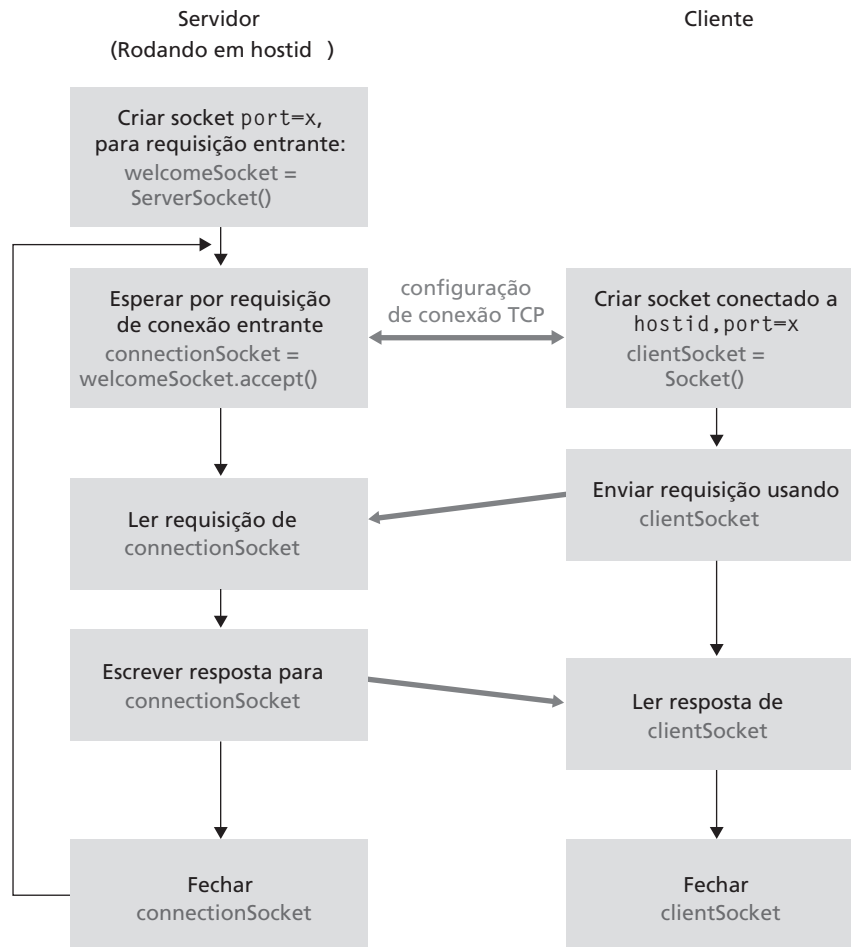 Servidor
(Rodando em hostid )
Cliente
Criar socket port=x,
para requisição entrante:
welcomeSocket =
ServerSocket()
Esperar por requisição
de conexão entrante
connectionSocket =
welcomeSocket.accept()
configuração
de conexão TCP
Criar socket conectado a
hostid,port=x
clientSocket =
Socket()
Enviar requisição usando
clientSocket
Ler requisição de
connectionSocket
Escrever resposta para
connectionSocket
Ler resposta de
clientSocket
Fechar
connectionSocket
Fechar
clientSocket